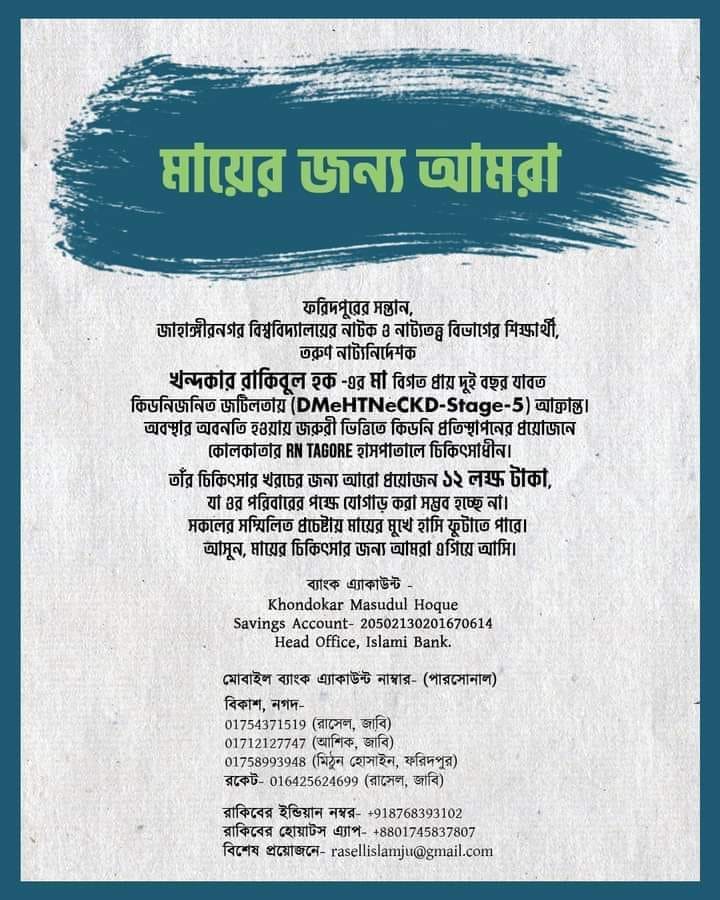 মায়ের জন্য আমরা
ফরিদপুরের সন্তান,
জাহাঙ্গীরনগর বিশ্ববিদ্যালয়ের নাটক ও নাট্যতত্ত্ব বিভাগের শিক্ষার্থী,
তরুণ নাট্যনির্দেশক
খন্দকার রাকিবুল হক -এর মা বিগত প্রায় দুই বছর যাবত
কিডনিজনিত জটিলতায় (DMeHTNeCKD-Stage-5) আক্রান্ত।
অবস্থার অবনতি হওয়ায় জরুরী ভিত্তিতে কিডনি প্রতিস্থাপনের প্রয়োজনে
কোলকাতার RN TAGORE হাসপাতালে চিকিৎসাধীন।
তাঁর চিকিৎসার খরচের জন্য আরো প্রয়োজন ১২ লক্ষ টাকা,
যা ওর পরিবারের পক্ষে যোগাড় করা সম্ভব হচ্ছে না।
সকলের সম্মিলিত প্রচেষ্টায় মায়ের মুখে হাসি ফুটাতে পারে।
আসুন, মায়ের চিকিৎসার জন্য আমরা এগিয়ে আসি।
ব্যাংক এ্যাকাউন্ট -
Khondokar Masudul Hoque
Savings Account- 20502130201670614
Head Office, Islami Bank.
মোবাইল ব্যাংক এ্যাকাউন্ট নাম্বার- (পারসোনাল)
বিকাশ, নগদ-
01754371519 (রাসেল, জাবি)
01712127747 (আশিক, জাবি)
01758993948 (মিঠুন হোসাইন, ফরিদপুর)
রকেট- 016425624699 (রাসেল, জাবি)
রাকিবের ইন্ডিয়ান নম্বর- +918768393102
রাকিবের হোয়াটস এ্যাপ- +8801745837807
বিশেষ প্রয়োজনে- rasellislamju@gmail.com